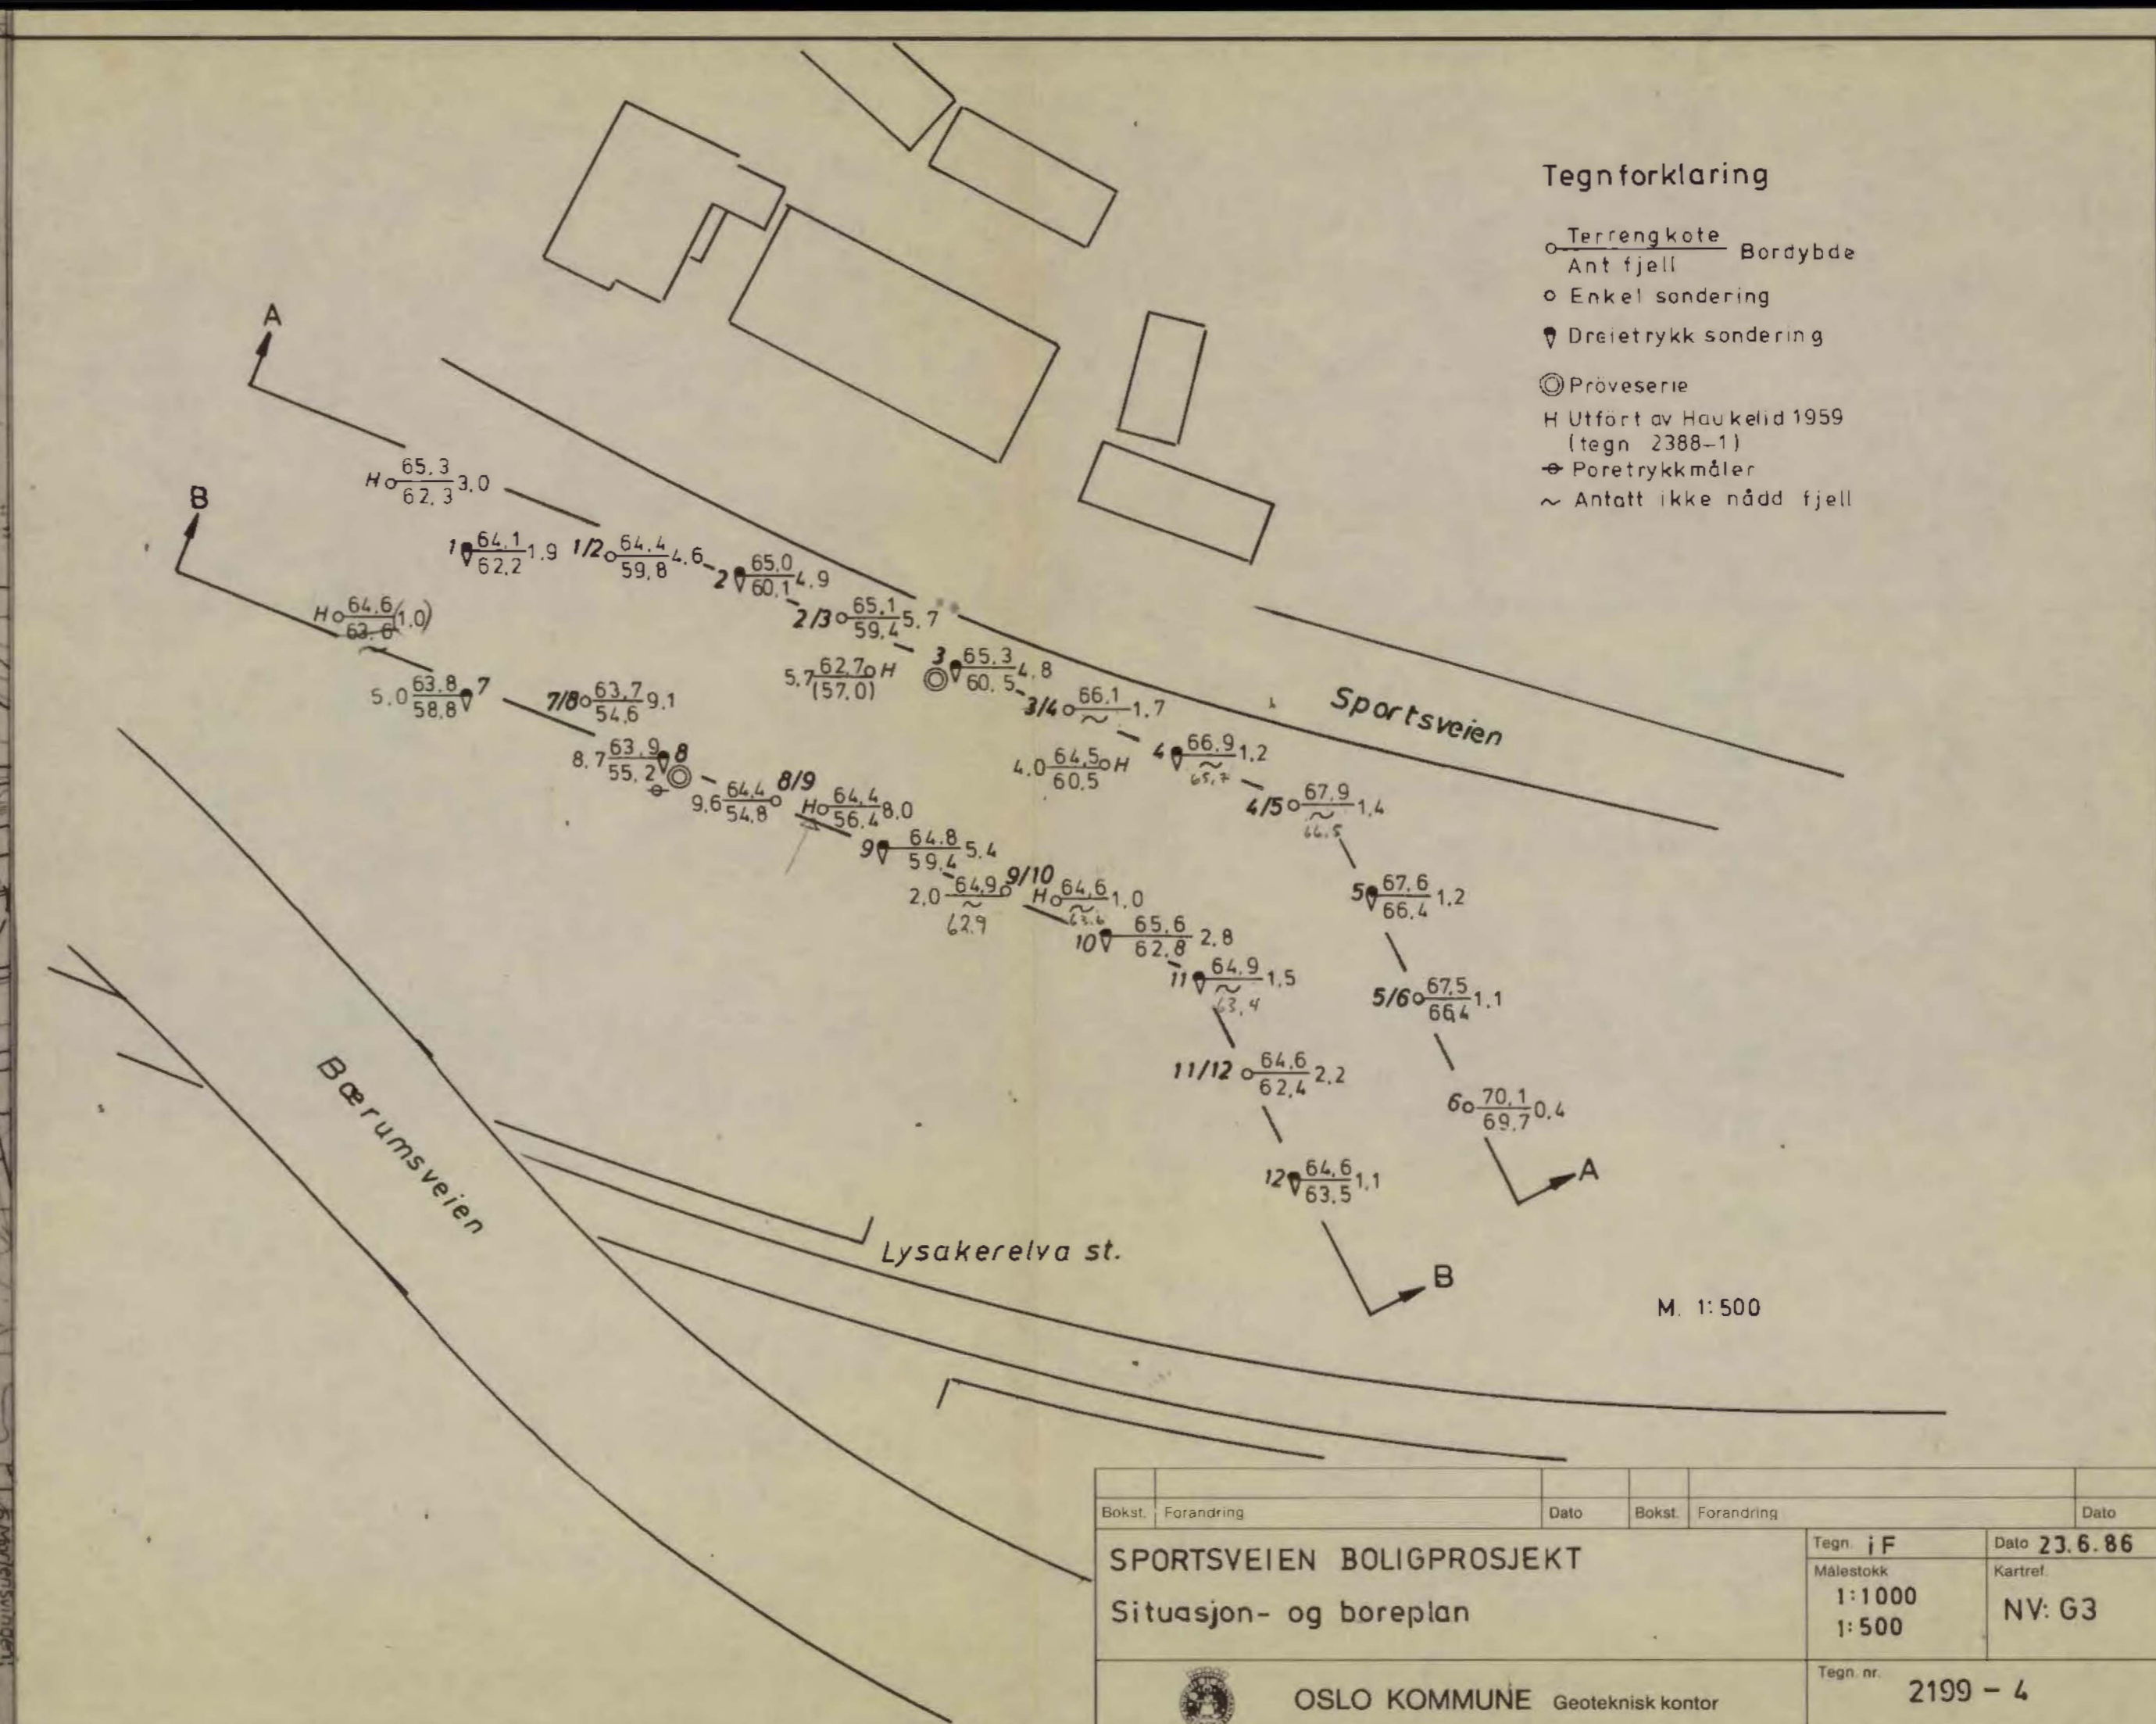 Tegnforklaring
Terrengkote
Ant fjell
Bordybde
Enkel sondering
Dreietrykk sondering
Pröveserie
H Utfört av Haukelid 1959
(tegn 2388-1)
Poretrykkmåler
~ Antatt ikke nådd fjell
A
B
H 65.3 3,0
62,3
1 64,1 1.9
62,2
1/2 64.4 4.6
59,8
2 65,0 4.9
60,1
2/3 65,1 5,7
59,4
H 64,6 (1,0)
63,6
~
5,7 62,7 H
(57,0)
3 65,3 4,8
60,5
5,0 63,8 7
58,8
7/8 63,7 9,1
54,6
3/4 66,1 1,7
~
Sportsveien
8,7 63,9 8
55,2
4,0 64,5 H
60,5
4 66,9 1,2
~
65,7
9,6 64,4 8/9
54,8
H 64,4 8,0
56,4
4/5 67,9 1,4
~
66,5
9 64,8 5,4
59,4
2,0 64,9 9/10
~
62,9
H 64,6 1,0
~
63,6
5 67,6 1,2
66,4
10 65,6 2,8
62,8
11 64,9 1,5
~
63,4
5/6 67,5 1,1
66,4
11/12 64,6 2,2
62,4
6 70,1 0,4
69,7
12 64,6 1,1
63,5
A
B
Bærumsveien
Lysakerelva st.
M. 1:500
Bokst. Forandring Dato Bokst. Forandring Dato
SPORTSVEIEN BOLIGPROSJEKT
Situasjon- og boreplan
Tegn. iF
Dato 23.6.86
Målestokk
1:1000
1:500
Kartref.
NV: G3
OSLO KOMMUNE Geoteknisk kontor
Tegn. nr.
2199 - 4